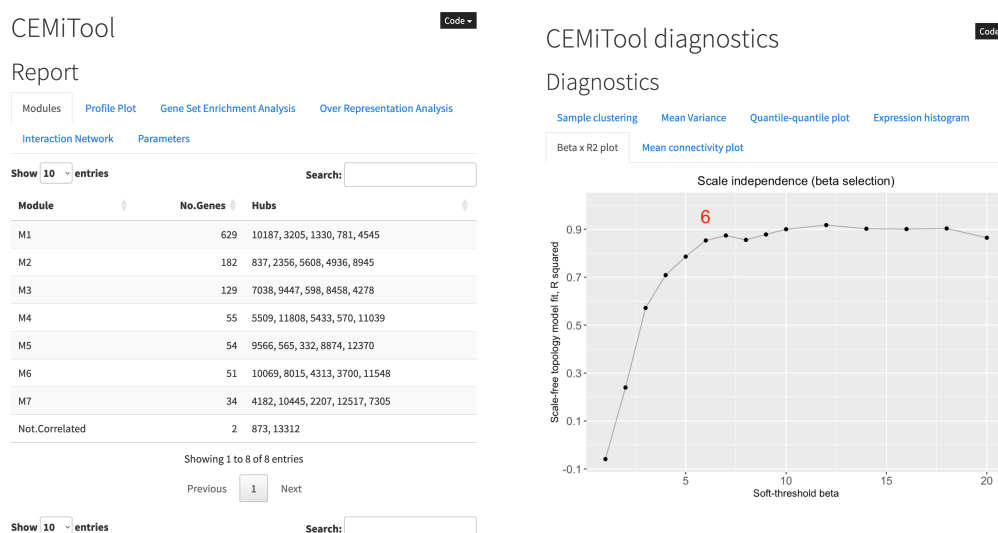 CEMiTool
Code
Report
Modules Profile Plot Gene Set Enrichment Analysis Over Representation Analysis
Interaction Network Parameters
Show 10 entries Search:
Module No.Genes Hubs
M1 629 10187, 3205, 1330, 781, 4545
M2 182 837, 2356, 5608, 4936, 8945
M3 129 7038, 9447, 598, 8458, 4278
M4 55 5509, 11808, 5433, 570, 11039
M5 54 9566, 565, 332, 8874, 12370
M6 51 10069, 8015, 4313, 3700, 11548
M7 34 4182, 10445, 2207, 12517, 7305
Not.Correlated 2 873, 13312
Showing 1 to 8 of 8 entries
Previous 1 Next
Show 10 entries Search:
CEMiTool diagnostics
Code
Diagnostics
Sample clustering Mean Variance Quantile-quantile plot Expression histogram
Beta x R2 plot Mean connectivity plot
Scale independence (beta selection)
6
Scale-free topology model fit, R squared
0.9
0.7
0.5
0.3
0.1
-0.1
5 10 15 20
Soft-threshold beta